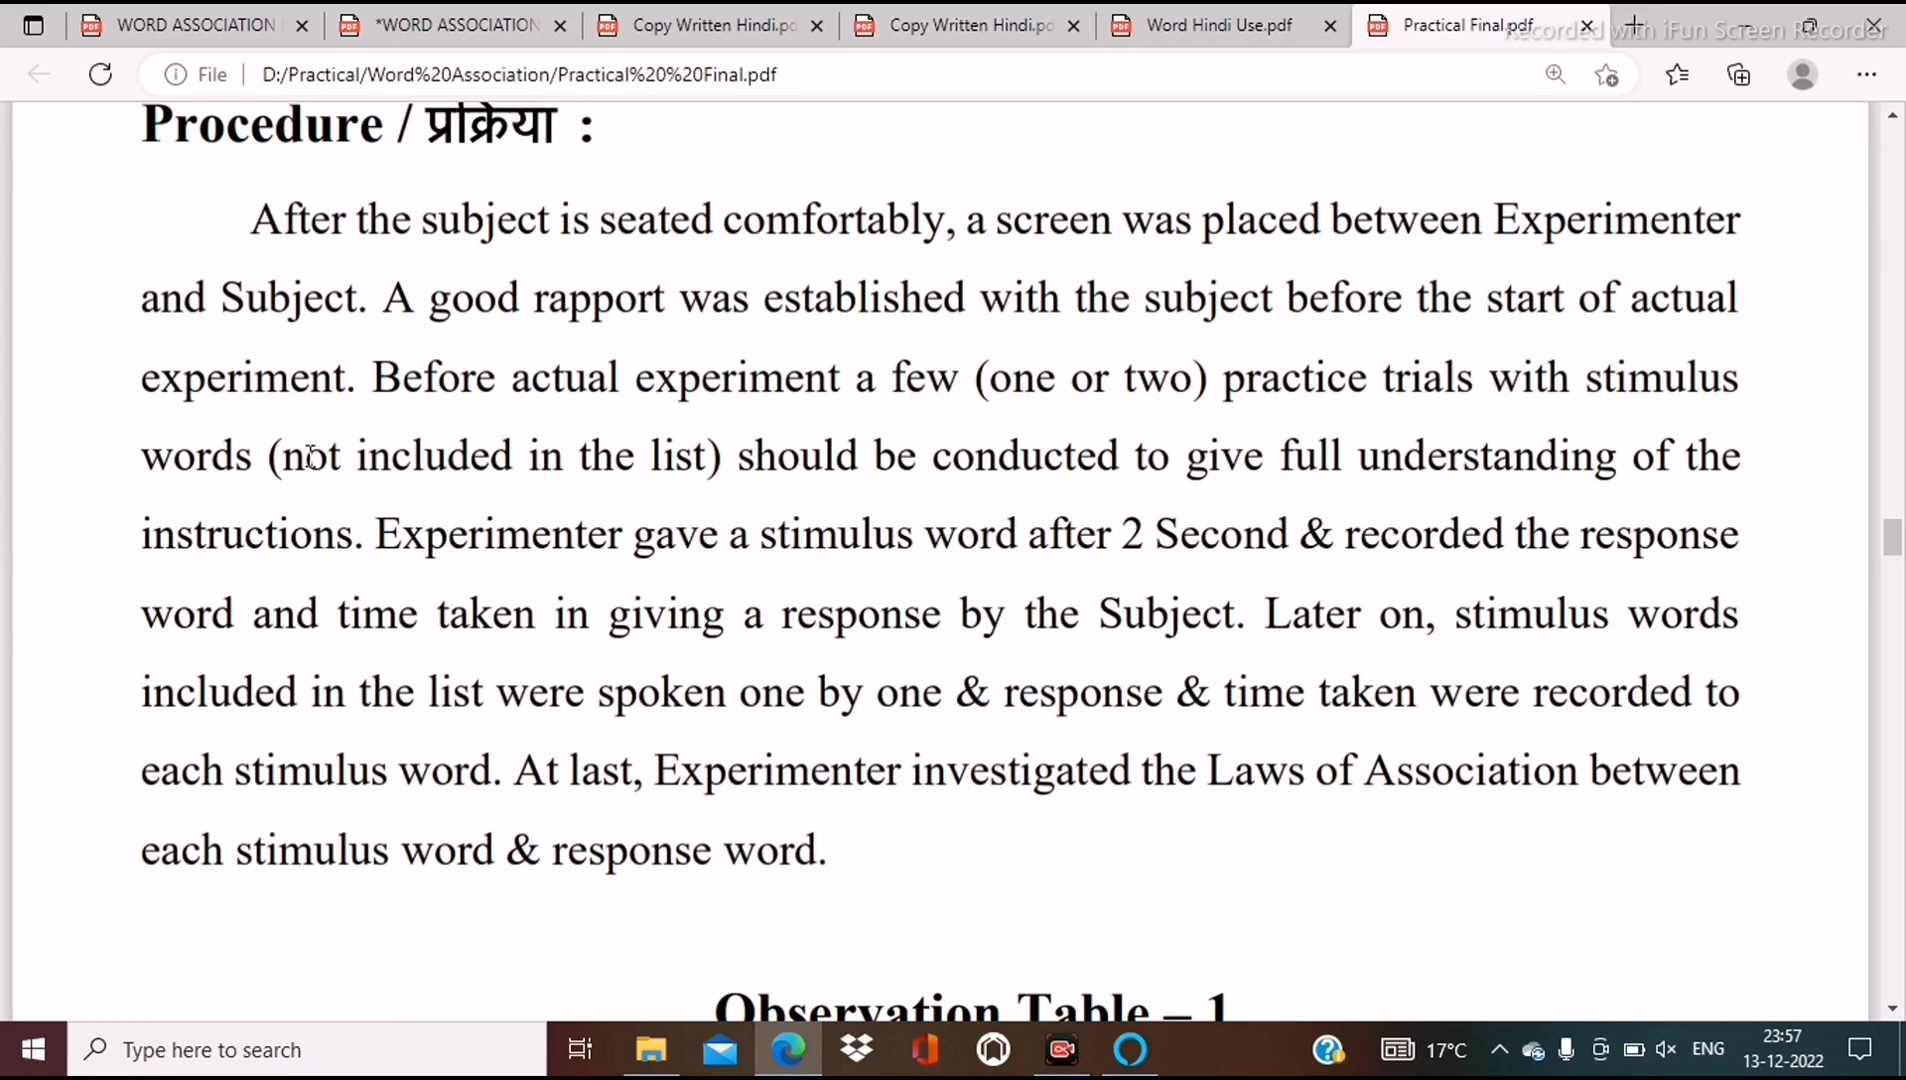 WORD ASSOCIATION
*WORD ASSOCIATION
Copy Written Hindi.pd
Copy Written Hindi.pd
Word Hindi Use.pdf
Practical Final.pdf
Recorded with iFun Screen Recorder
File
D:/Practical/Word%20Association/Practical%20%20Final.pdf
Procedure / प्रक्रिया :
After the subject is seated comfortably, a screen was placed between Experimenter
and Subject. A good rapport was established with the subject before the start of actual
experiment. Before actual experiment a few (one or two) practice trials with stimulus
words (not included in the list) should be conducted to give full understanding of the
instructions. Experimenter gave a stimulus word after 2 Second & recorded the response
word and time taken in giving a response by the Subject. Later on, stimulus words
included in the list were spoken one by one & response & time taken were recorded to
each stimulus word. At last, Experimenter investigated the Laws of Association between
each stimulus word & response word.
Observation Table – 1
Type here to search
17°C
ENG
23:57
13-12-2022